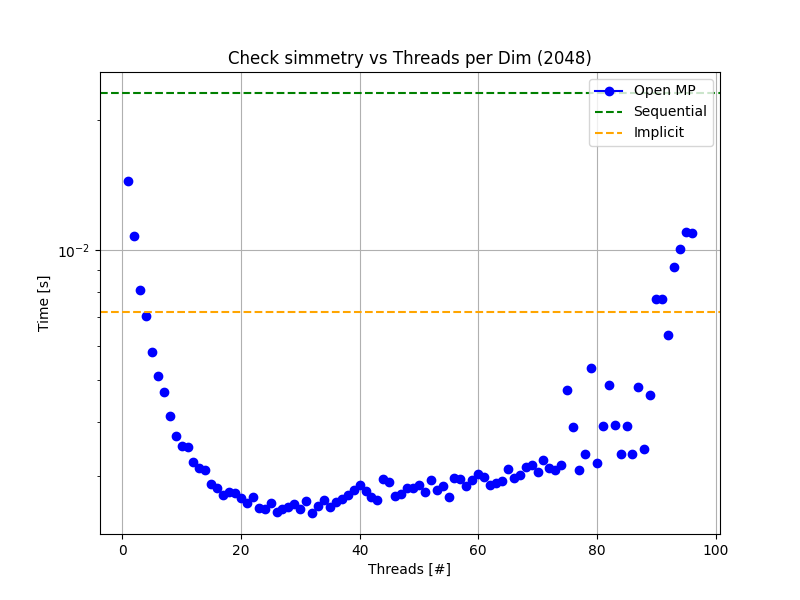 Check simmetry vs Threads per Dim (2048)
Open MP
Sequential
Implicit
10⁻²
Time [s]
0 20 40 60 80 100
Threads [#]